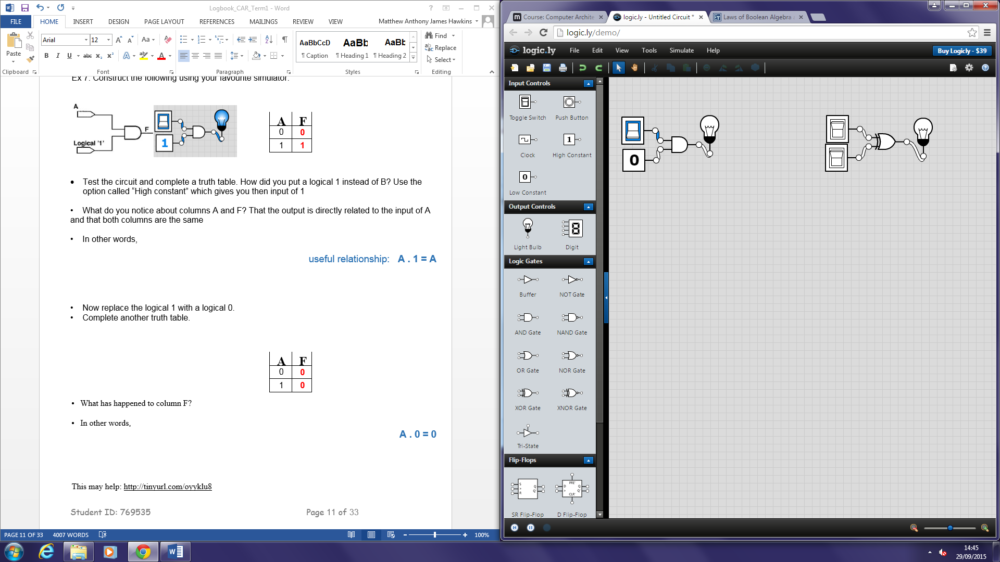 Logbook_CAR_Term1 - Word
FILE HOME INSERT DESIGN PAGE LAYOUT REFERENCES MAILINGS REVIEW VIEW Matthew Anthony James Hawkins
Paste
Arial 12
Aa
B I U abc x₂ x² A ab A
AaBbCcD AaBb AaBb
¶ Caption ¶ Heading 1 ¶ Heading 2
Find
Replace
Select
Clipboard Font Paragraph Styles Editing
Ex 7. Construct the following using your favourite simulator.
A
F
Logical '1'
1
A F
0 0
1 1
• Test the circuit and complete a truth table. How did you put a logical 1 instead of B? Use the
option called “High constant” which gives you then input of 1
• What do you notice about columns A and F? That the output is directly related to the input of A
and that both columns are the same
• In other words,
useful relationship: A . 1 = A
• Now replace the logical 1 with a logical 0.
• Complete another truth table.
A F
0 0
1 0
• What has happened to column F?
• In other words,
A . 0 = 0
This may help: http://tinyurl.com/oyyklu8
Student ID: 769535 Page 11 of 33
PAGE 11 OF 33 4007 WORDS 100%
Course: Computer Archite
logic.ly - Untitled Circuit *
Laws of Boolean Algebra
logic.ly/demo/
logic.ly File Edit View Tools Simulate Help Buy Logicly - $39
Input Controls
Toggle Switch Push Button
1
Clock High Constant
0
Low Constant
Output Controls
Light Bulb Digit
Logic Gates
Buffer NOT Gate
AND Gate NAND Gate
OR Gate NOR Gate
XOR Gate XNOR Gate
Tri-State
Flip-Flops
S > R Q Q'
PRE' D > Q Q' CLR'
SR Flip-Flop D Flip-Flop
0
14:45
29/09/2015